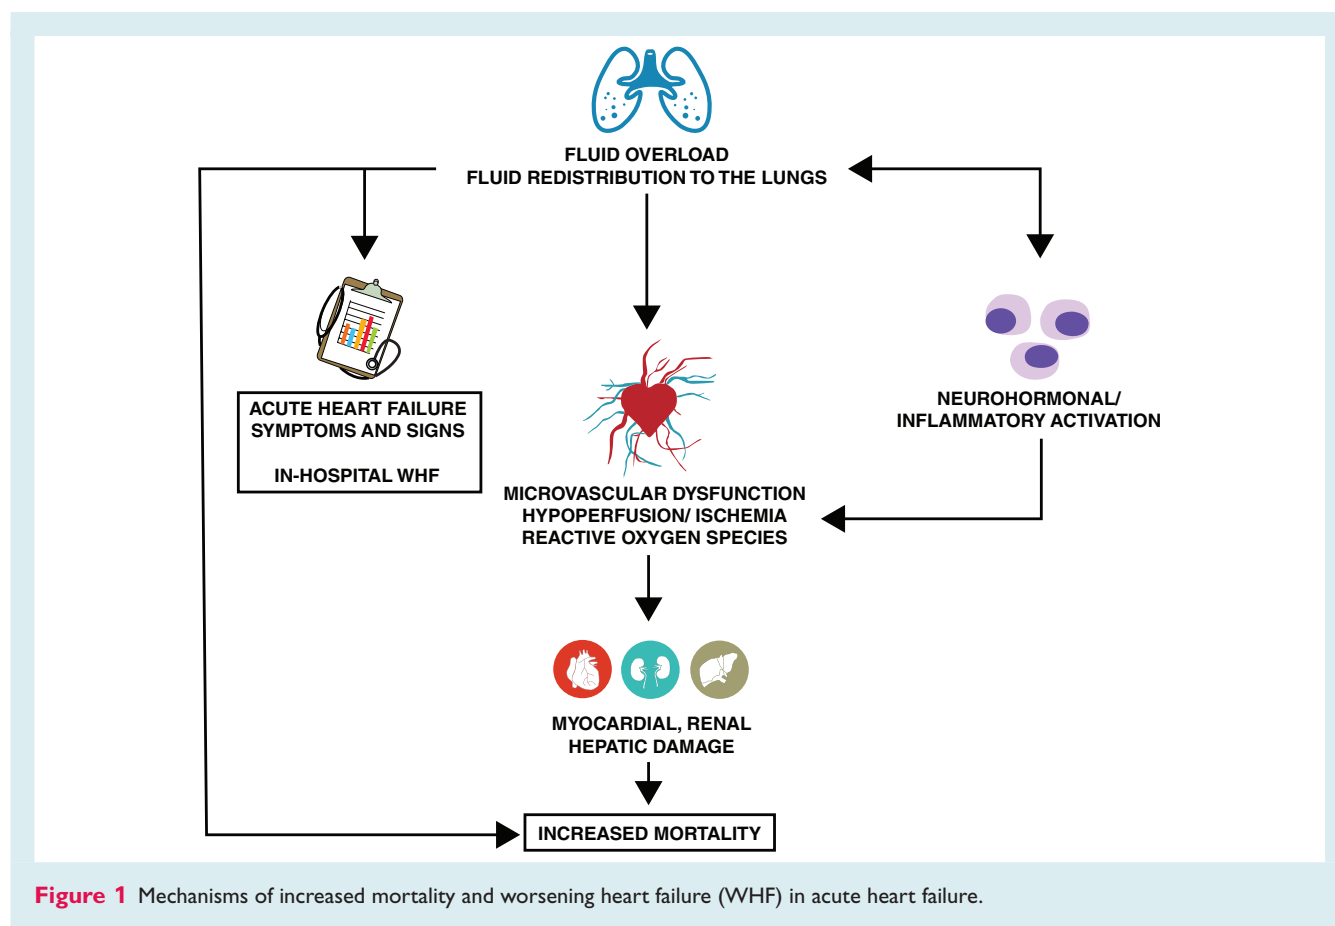 FLUID OVERLOAD
FLUID REDISTRIBUTION TO THE LUNGS
ACUTE HEART FAILURE
SYMPTOMS AND SIGNS
IN-HOSPITAL WHF
NEUROHORMONAL/
INFLAMMATORY ACTIVATION
MICROVASCULAR DYSFUNCTION
HYPOPERFUSION/ ISCHEMIA
REACTIVE OXYGEN SPECIES
MYOCARDIAL, RENAL
HEPATIC DAMAGE
INCREASED MORTALITY
Figure 1 Mechanisms of increased mortality and worsening heart failure (WHF) in acute heart failure.